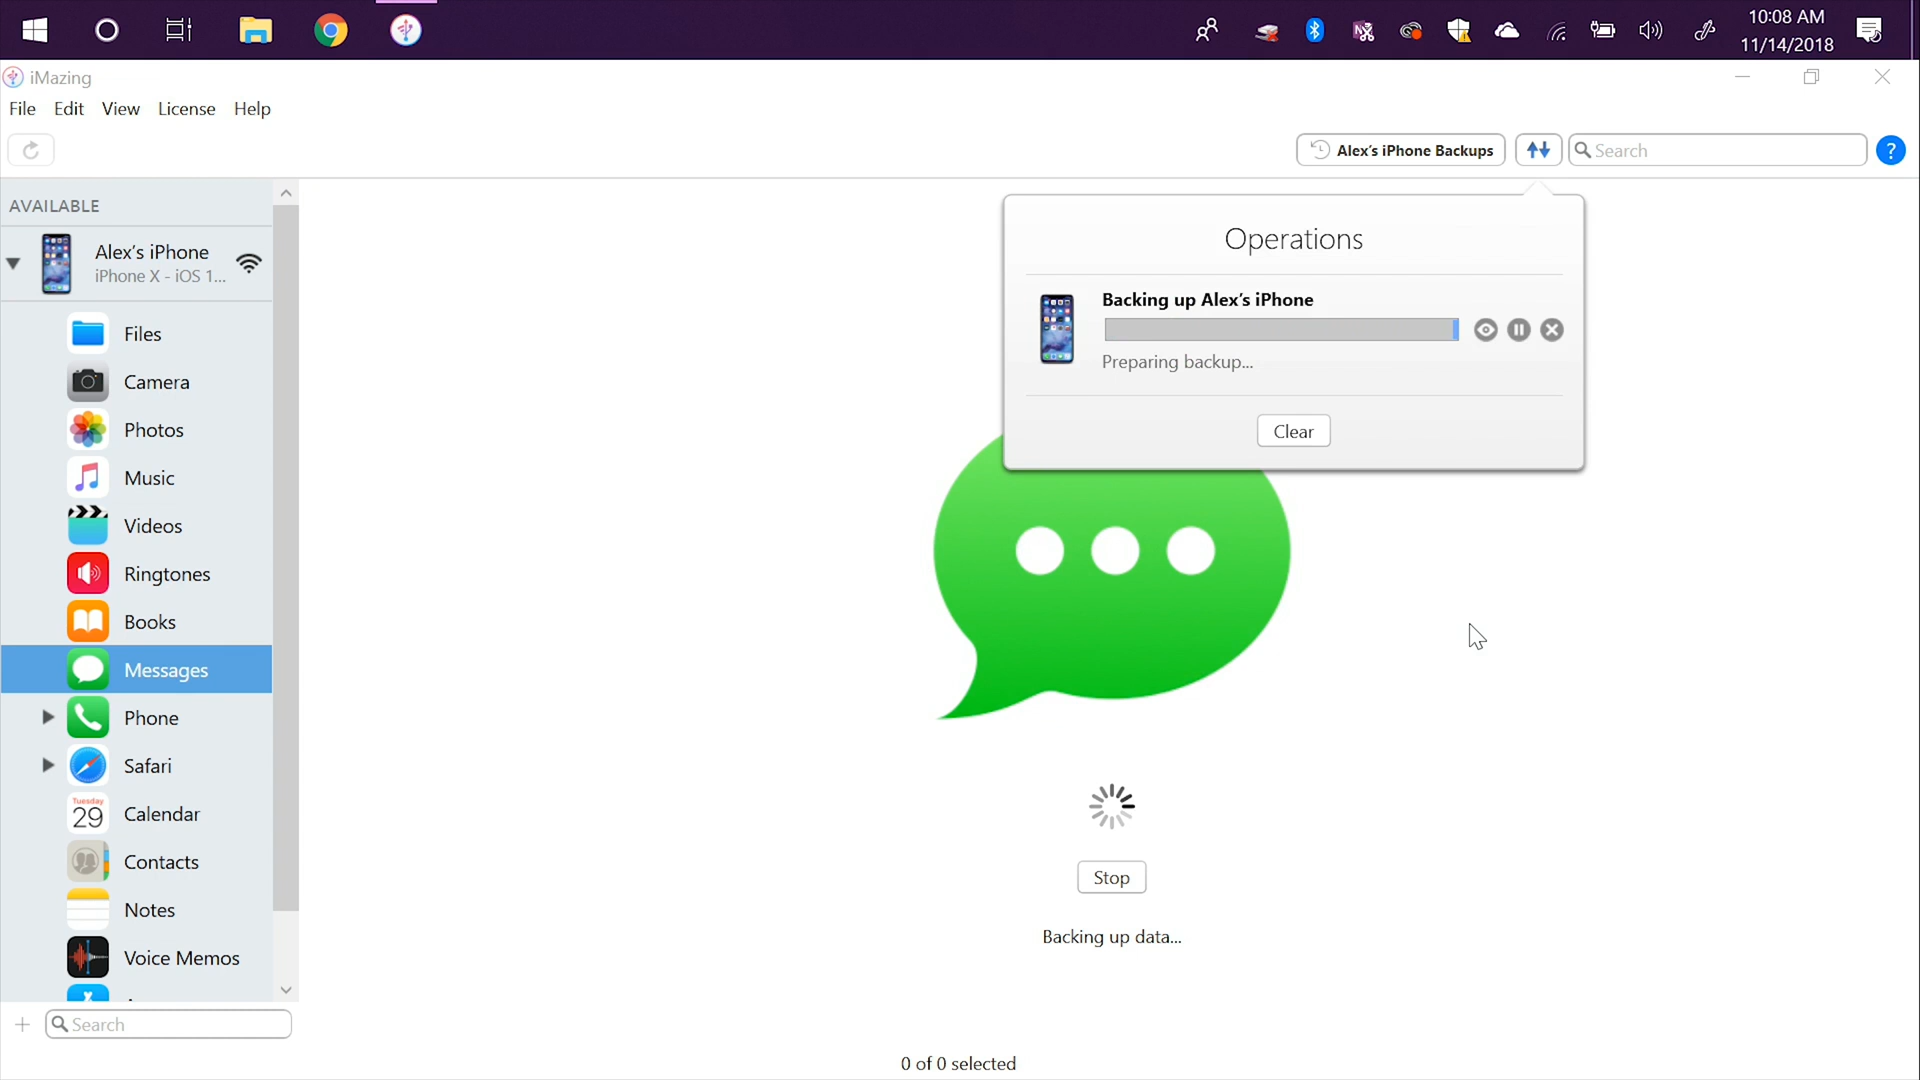 10:08 AM
11/14/2018
iMazing
File Edit View License Help
Alex's iPhone Backups
Search
?
AVAILABLE
Alex's iPhone
iPhone X - iOS 1...
Files
Camera
Photos
Music
Videos
Ringtones
Books
Messages
Phone
Safari
Tuesday
29
Calendar
Contacts
Notes
Voice Memos
Search
Operations
Backing up Alex's iPhone
Preparing backup...
Clear
Stop
Backing up data...
0 of 0 selected